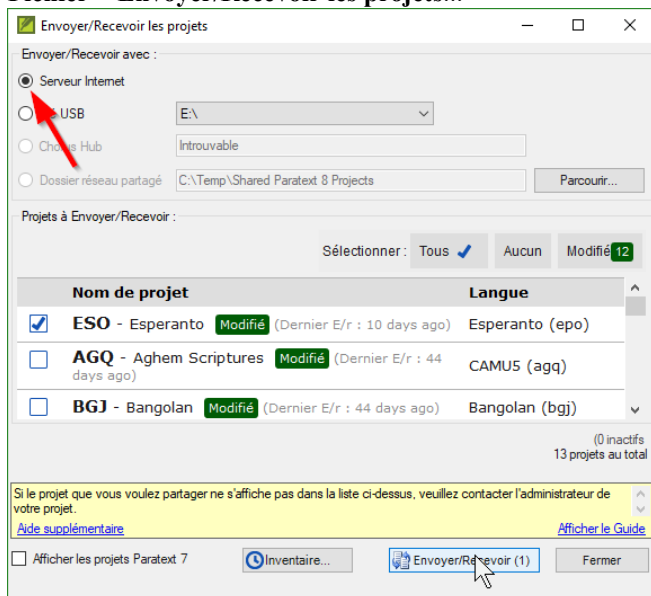 Envoyer/Recevoir les projets
Envoyer/Recevoir avec :
Serveur Internet
USB E:\
Chorus Hub Introuvable
Dossier réseau partagé C:\Temp\Shared Paratext 8 Projects Parcourir...
Projets à Envoyer/Recevoir :
Sélectionner : Tous Aucun Modifié 12
Nom de projet Langue
ESO - Esperanto Modifié (Dernier E/r : 10 days ago) Esperanto (epo)
AGQ - Aghem Scriptures Modifié (Dernier E/r : 44
days ago) CAMU5 (agq)
BGJ - Bangolan Modifié (Dernier E/r : 44 days ago) Bangolan (bgj)
(0 inactifs
13 projets au total
Si le projet que vous voulez partager ne s'affiche pas dans la liste ci-dessus, veuillez contacter l'administrateur de
votre projet.
Aide supplémentaire Afficher le Guide
Afficher les projets Paratext 7 Inventaire... Envoyer/Recevoir (1) Fermer